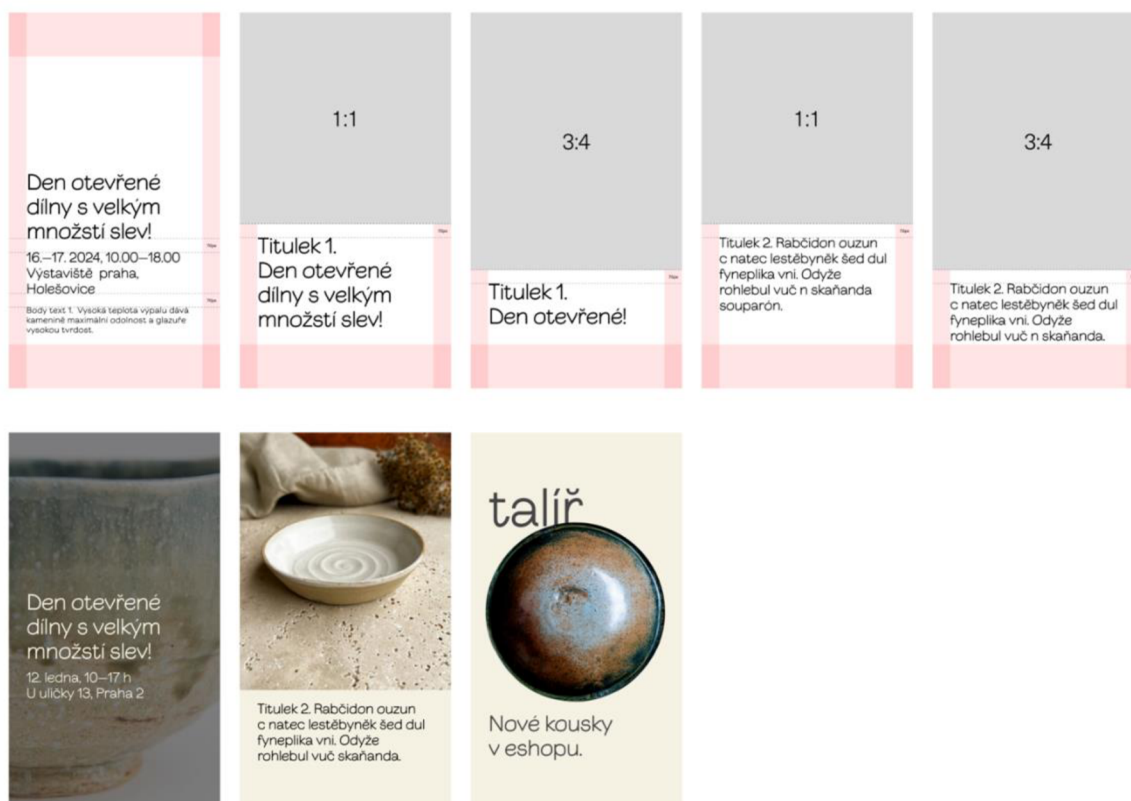 Den otevřené
dílny s velkým
množstí slev!
16.—17. 2024, 10.00—18.00
Výstaviště praha,
Holešovice
Body text 1. Vysoká teplota výpalu dává
kamenině maximální odolnost a glazuře
vysokou tvrdost.
1:1
Titulek 1.
Den otevřené
dílny s velkým
množstí slev!
3:4
Titulek 1.
Den otevřené!
1:1
Titulek 2. Rabčidon ouzun
c natec lestěbyněk šed dul
fyneplika vni. Odyže
rohlebul vuč n skaňanda
souparón.
3:4
Titulek 2. Rabčidon ouzun
c natec lestěbyněk šed dul
fyneplika vni. Odyže
rohlebul vuč n skaňanda.
Den otevřené
dílny s velkým
množstí slev!
12. ledna, 10—17 h
U uličky 13, Praha 2
Titulek 2. Rabčidon ouzun
c natec lestěbyněk šed dul
fyneplika vni. Odyže
rohlebul vuč skaňanda.
talíř
Nové kousky
v eshopu.